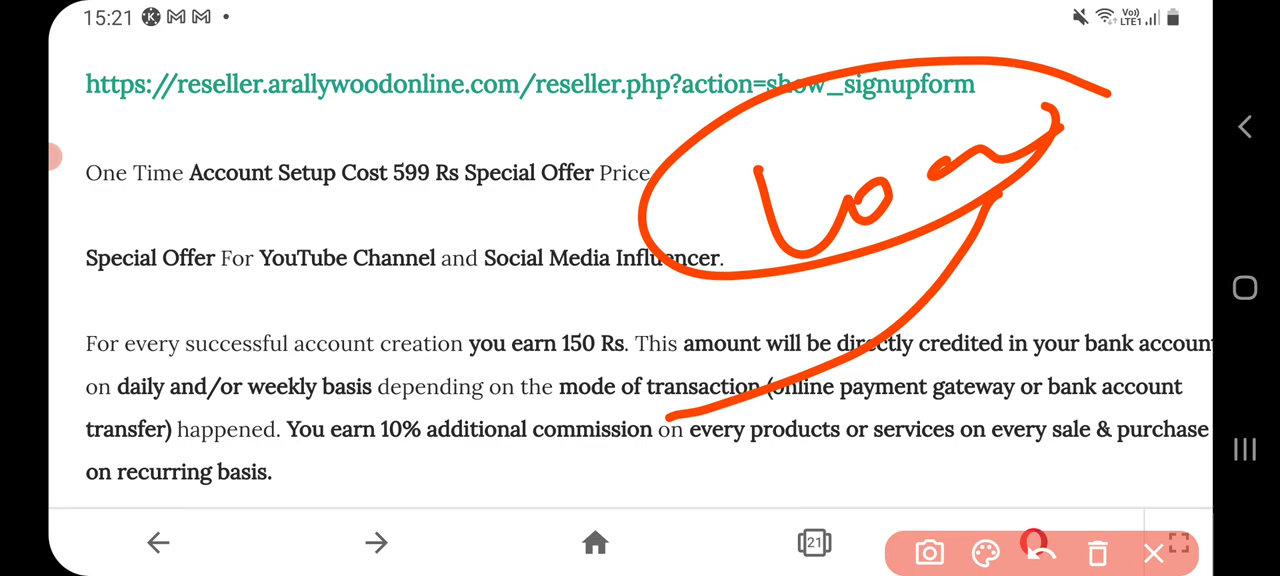 15:21
Vo)) LTE1
https://reseller.arallywoodonline.com/reseller.php?action=show_signupform
One Time Account Setup Cost 599 Rs Special Offer Price
Loan
Special Offer For YouTube Channel and Social Media Influencer.
For every successful account creation you earn 150 Rs. This amount will be directly credited in your bank account
on daily and/or weekly basis depending on the mode of transaction (online payment gateway or bank account
transfer) happened. You earn 10% additional commission on every products or services on every sale & purchase
on recurring basis.
21